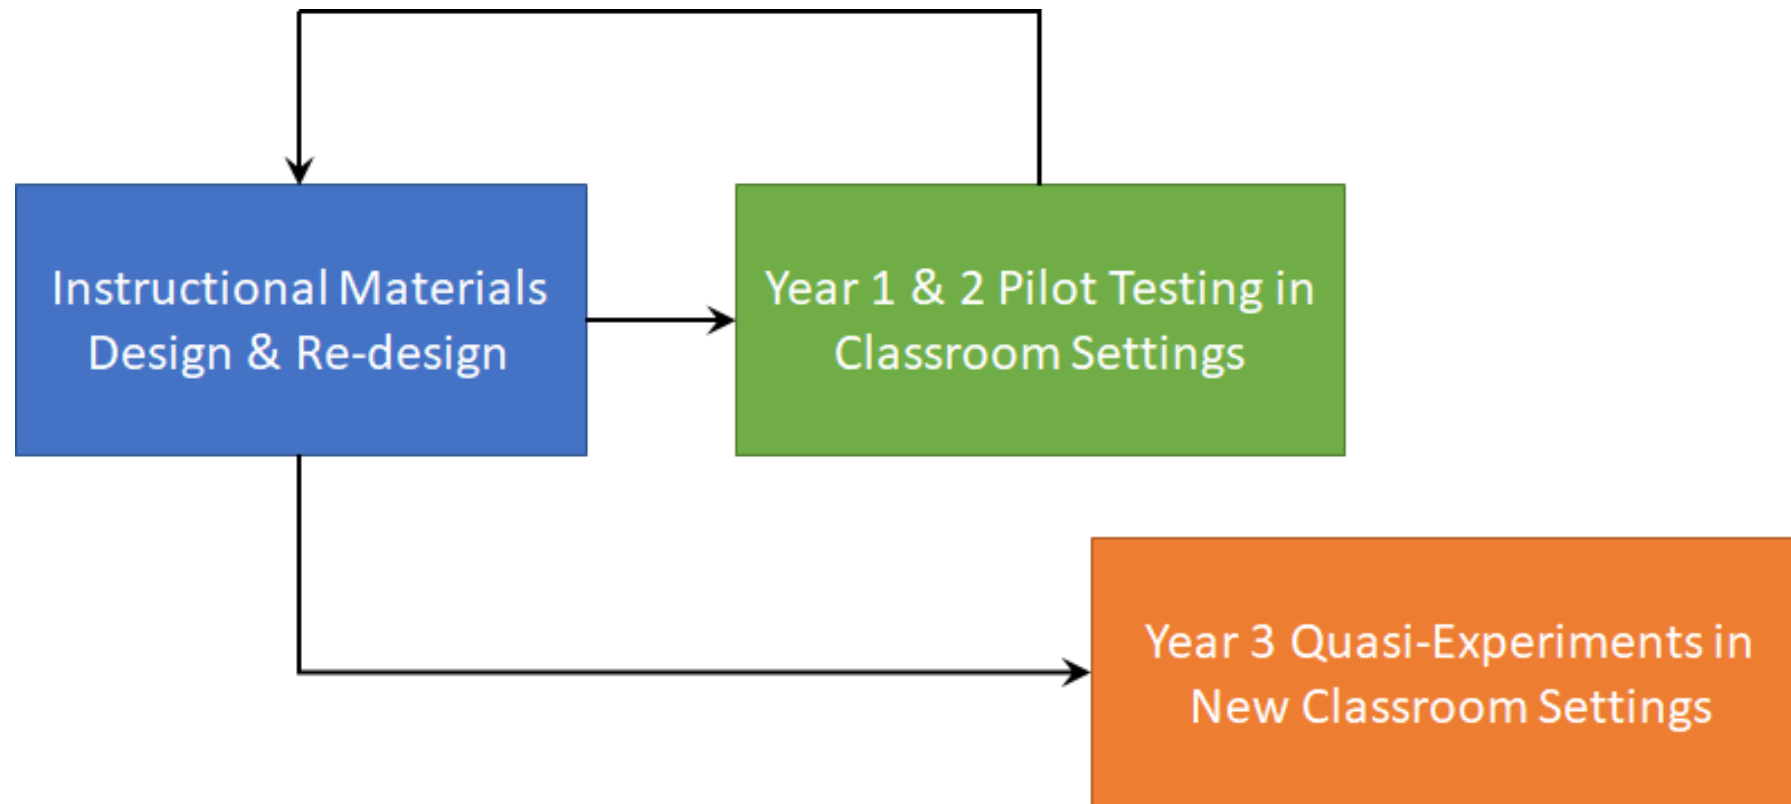 Instructional Materials
Design & Re-design
Year 1 & 2 Pilot Testing in
Classroom Settings
Year 3 Quasi-Experiments in
New Classroom Settings